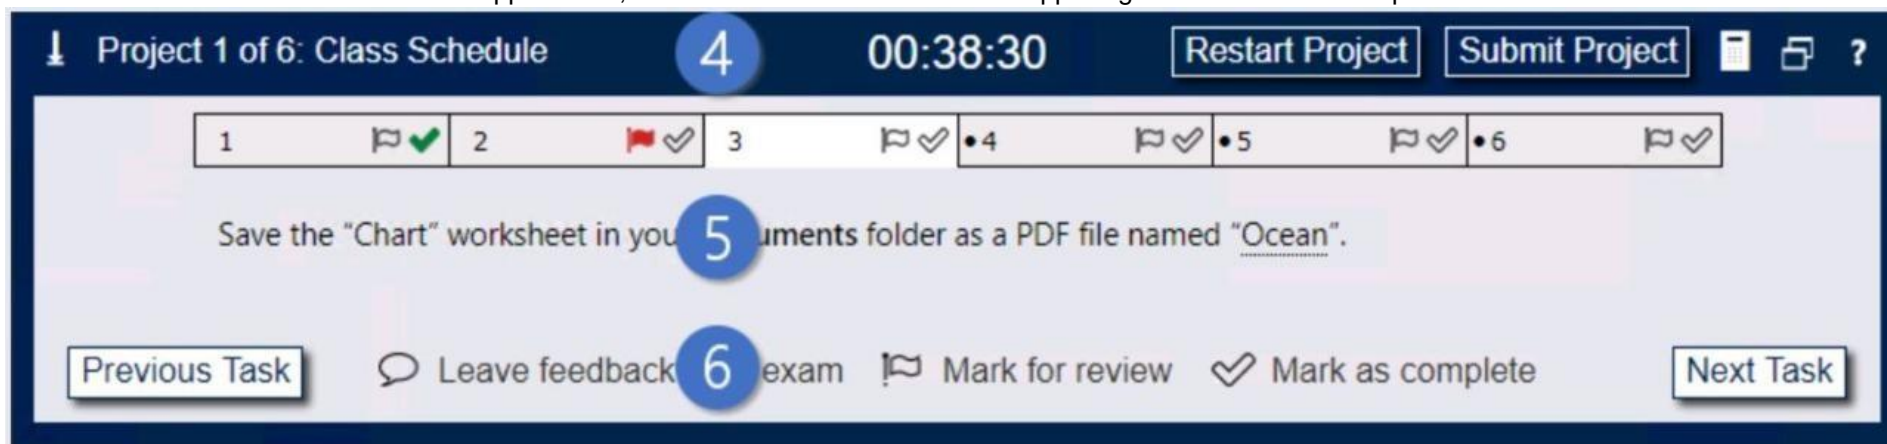 Project 1 of 6: Class Schedule 4 00:38:30 Restart Project Submit Project ?
1 2 3 •4 •5 •6
Save the “Chart” worksheet in you 5 uments folder as a PDF file named “Ocean”.
Previous Task Leave feedback 6 exam Mark for review Mark as complete Next Task